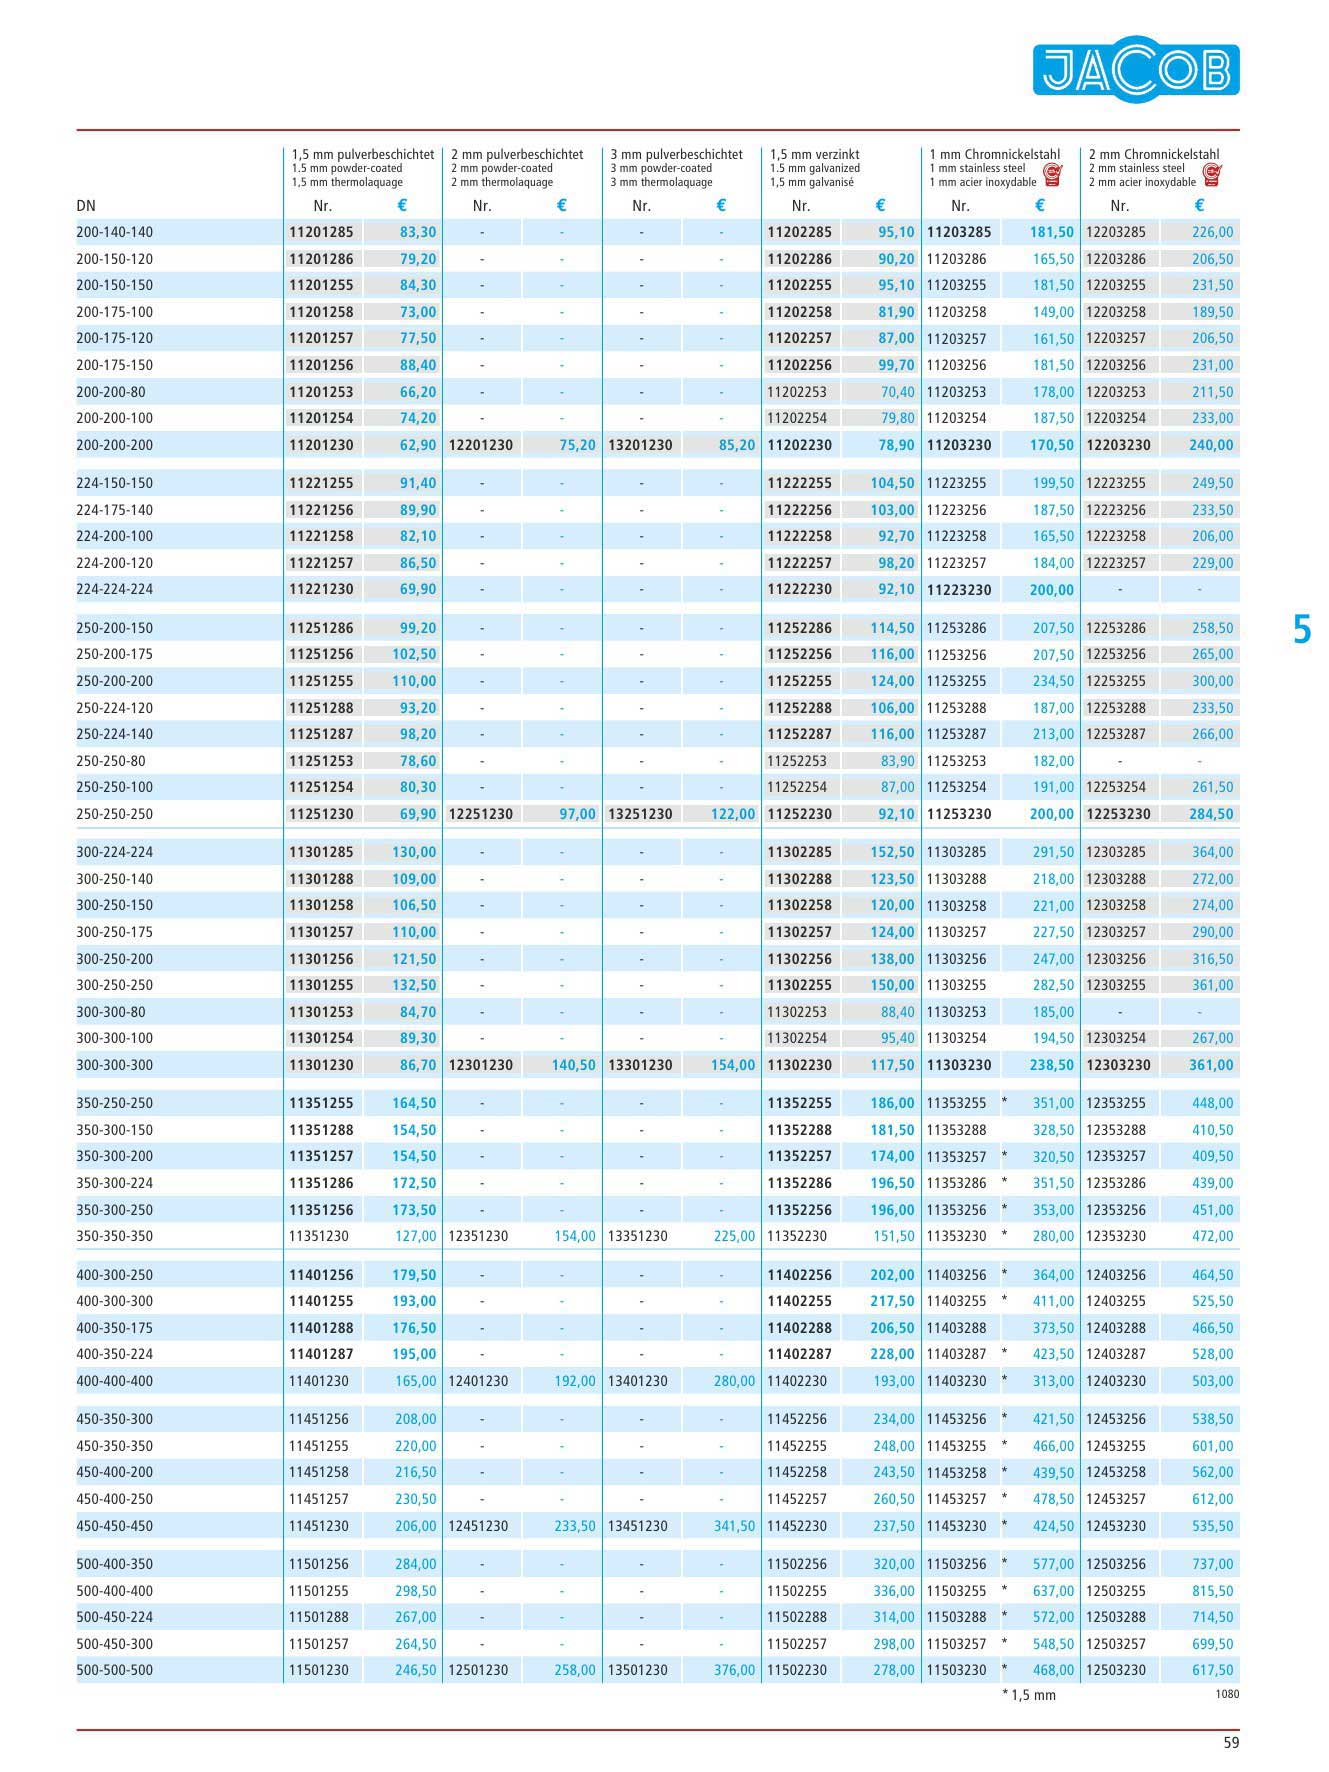 JACOB
1,5 mm pulverbeschichtet 2 mm pulverbeschichtet 3 mm pulverbeschichtet 1,5 mm verzinkt 1 mm Chromnickelstahl 2 mm Chromnickelstahl
1.5 mm powder-coated 2 mm powder-coated 3 mm powder-coated 1.5 mm galvanized 1 mm stainless steel 2 mm stainless steel
1,5 mm thermolaquage 2 mm thermolaquage 3 mm thermolaquage 1,5 mm galvanisé 1 mm acier inoxydable 2 mm acier inoxydable
DN Nr. € Nr. € Nr. € Nr. € Nr. € Nr. €
200-140-140 11201285 83,30 - - - - 11202285 95,10 11203285 181,50 12203285 226,00
200-150-120 11201286 79,20 - - - - 11202286 90,20 11203286 165,50 12203286 206,50
200-150-150 11201255 84,30 - - - - 11202255 95,10 11203255 181,50 12203255 231,50
200-175-100 11201258 73,00 - - - - 11202258 81,90 11203258 149,00 12203258 189,50
200-175-120 11201257 77,50 - - - - 11202257 87,00 11203257 161,50 12203257 206,50
200-175-150 11201256 88,40 - - - - 11202256 99,70 11203256 181,50 12203256 231,00
200-200-80 11201253 66,20 - - - - 11202253 70,40 11203253 178,00 12203253 211,50
200-200-100 11201254 74,20 - - - - 11202254 79,80 11203254 187,50 12203254 233,00
200-200-200 11201230 62,90 12201230 75,20 13201230 85,20 11202230 78,90 11203230 170,50 12203230 240,00
224-150-150 11221255 91,40 - - - - 11222255 104,50 11223255 199,50 12223255 249,50
224-175-140 11221256 89,90 - - - - 11222256 103,00 11223256 187,50 12223256 233,50
224-200-100 11221258 82,10 - - - - 11222258 92,70 11223258 165,50 12223258 206,00
224-200-120 11221257 86,50 - - - - 11222257 98,20 11223257 184,00 12223257 229,00
224-224-224 11221230 69,90 - - - - 11222230 92,10 11223230 200,00 - -
5
250-200-150 11251286 99,20 - - - - 11252286 114,50 11253286 207,50 12253286 258,50
250-200-175 11251256 102,50 - - - - 11252256 116,00 11253256 207,50 12253256 265,00
250-200-200 11251255 110,00 - - - - 11252255 124,00 11253255 234,50 12253255 300,00
250-224-120 11251288 93,20 - - - - 11252288 106,00 11253288 187,00 12253288 233,50
250-224-140 11251287 98,20 - - - - 11252287 116,00 11253287 213,00 12253287 266,00
250-250-80 11251253 78,60 - - - - 11252253 83,90 11253253 182,00 - -
250-250-100 11251254 80,30 - - - - 11252254 87,00 11253254 191,00 12253254 261,50
250-250-250 11251230 69,90 12251230 97,00 13251230 122,00 11252230 92,10 11253230 200,00 12253230 284,50
300-224-224 11301285 130,00 - - - - 11302285 152,50 11303285 291,50 12303285 364,00
300-250-140 11301288 109,00 - - - - 11302288 123,50 11303288 218,00 12303288 272,00
300-250-150 11301258 106,50 - - - - 11302258 120,00 11303258 221,00 12303258 274,00
300-250-175 11301257 110,00 - - - - 11302257 124,00 11303257 227,50 12303257 290,00
300-250-200 11301256 121,50 - - - - 11302256 138,00 11303256 247,00 12303256 316,50
300-250-250 11301255 132,50 - - - - 11302255 150,00 11303255 282,50 12303255 361,00
300-300-80 11301253 84,70 - - - - 11302253 88,40 11303253 185,00 - -
300-300-100 11301254 89,30 - - - - 11302254 95,40 11303254 194,50 12303254 267,00
300-300-300 11301230 86,70 12301230 140,50 13301230 154,00 11302230 117,50 11303230 238,50 12303230 361,00
350-250-250 11351255 164,50 - - - - 11352255 186,00 11353255 * 351,00 12353255 448,00
350-300-150 11351288 154,50 - - - - 11352288 181,50 11353288 328,50 12353288 410,50
350-300-200 11351257 154,50 - - - - 11352257 174,00 11353257 * 320,50 12353257 409,50
350-300-224 11351286 172,50 - - - - 11352286 196,50 11353286 * 351,50 12353286 439,00
350-300-250 11351256 173,50 - - - - 11352256 196,00 11353256 * 353,00 12353256 451,00
350-350-350 11351230 127,00 12351230 154,00 13351230 225,00 11352230 151,50 11353230 * 280,00 12353230 472,00
400-300-250 11401256 179,50 - - - - 11402256 202,00 11403256 * 364,00 12403256 464,50
400-300-300 11401255 193,00 - - - - 11402255 217,50 11403255 * 411,00 12403255 525,50
400-350-175 11401288 176,50 - - - - 11402288 206,50 11403288 373,50 12403288 466,50
400-350-224 11401287 195,00 - - - - 11402287 228,00 11403287 * 423,50 12403287 528,00
400-400-400 11401230 165,00 12401230 192,00 13401230 280,00 11402230 193,00 11403230 * 313,00 12403230 503,00
450-350-300 11451256 208,00 - - - - 11452256 234,00 11453256 * 421,50 12453256 538,50
450-350-350 11451255 220,00 - - - - 11452255 248,00 11453255 * 466,00 12453255 601,00
450-400-200 11451258 216,50 - - - - 11452258 243,50 11453258 * 439,50 12453258 562,00
450-400-250 11451257 230,50 - - - - 11452257 260,50 11453257 * 478,50 12453257 612,00
450-450-450 11451230 206,00 12451230 233,50 13451230 341,50 11452230 237,50 11453230 * 424,50 12453230 535,50
500-400-350 11501256 284,00 - - - - 11502256 320,00 11503256 * 577,00 12503256 737,00
500-400-400 11501255 298,50 - - - - 11502255 336,00 11503255 * 637,00 12503255 815,50
500-450-224 11501288 267,00 - - - - 11502288 314,00 11503288 * 572,00 12503288 714,50
500-450-300 11501257 264,50 - - - - 11502257 298,00 11503257 * 548,50 12503257 699,50
500-500-500 11501230 246,50 12501230 258,00 13501230 376,00 11502230 278,00 11503230 * 468,00 12503230 617,50
* 1,5 mm 1080
59